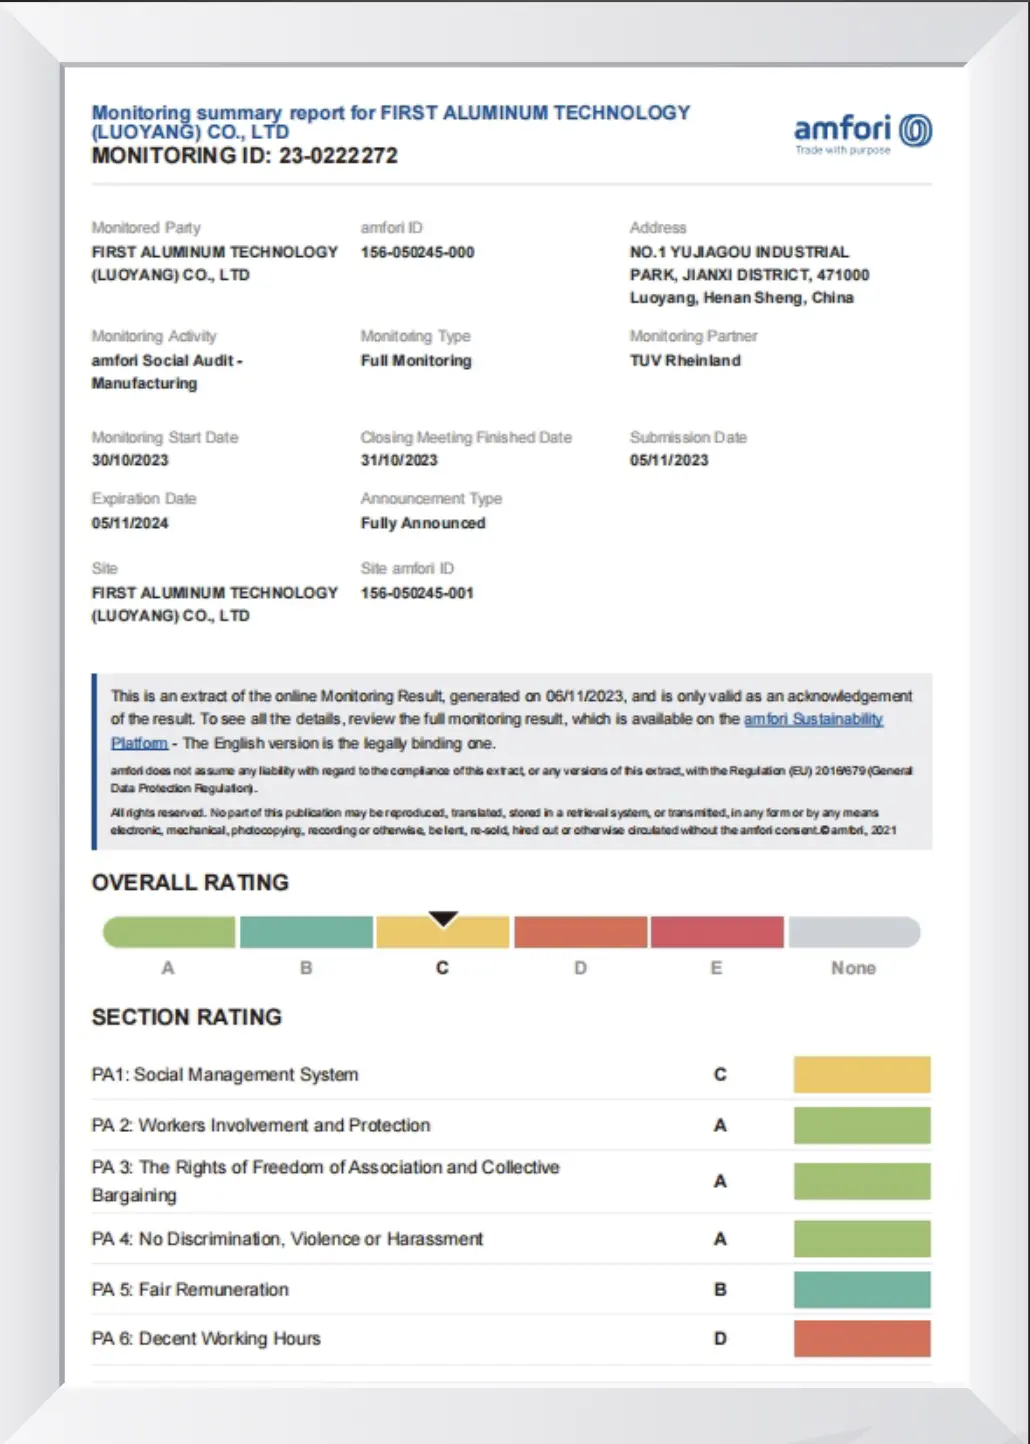 Monitoring summary report for FIRST ALUMINUM TECHNOLOGY
(LUOYANG) CO., LTD
MONITORING ID: 23-0222272
amfori
Trade with purpose
Monitored Party
FIRST ALUMINUM TECHNOLOGY
(LUOYANG) CO., LTD
amfori ID
156-050245-000
Address
NO.1 YUJIAGOU INDUSTRIAL
PARK, JIANXI DISTRICT, 471000
Luoyang, Henan Sheng, China
Monitoring Activity
amfori Social Audit -
Manufacturing
Monitoring Type
Full Monitoring
Monitoring Partner
TUV Rheinland
Monitoring Start Date
30/10/2023
Closing Meeting Finished Date
31/10/2023
Submission Date
05/11/2023
Expiration Date
05/11/2024
Announcement Type
Fully Announced
Site
FIRST ALUMINUM TECHNOLOGY
(LUOYANG) CO., LTD
Site amfori ID
156-050245-001
This is an extract of the online Monitoring Result, generated on 06/11/2023, and is only valid as an acknowledgement
of the result. To see all the details, review the full monitoring result, which is available on the amfori Sustainability
Platform - The English version is the legally binding one.
amfori does not assume any liability with regard to the compliance of this extract, or any versions of this extract, with the Regulation (EU) 2016/679 (General
Data Protection Regulation).
All rights reserved. No part of this publication may be reproduced, translated, stored in a retrieval system, or transmitted, in any form or by any means
electronic, mechanical, photocopying, recording or otherwise, be lent, re-sold, hired out or otherwise circulated without the amfori consent.© amfori, 2021
OVERALL RATING
A B C D E None
SECTION RATING
PA1: Social Management System C
PA 2: Workers Involvement and Protection A
PA 3: The Rights of Freedom of Association and Collective
Bargaining A
PA 4: No Discrimination, Violence or Harassment A
PA 5: Fair Remuneration B
PA 6: Decent Working Hours D